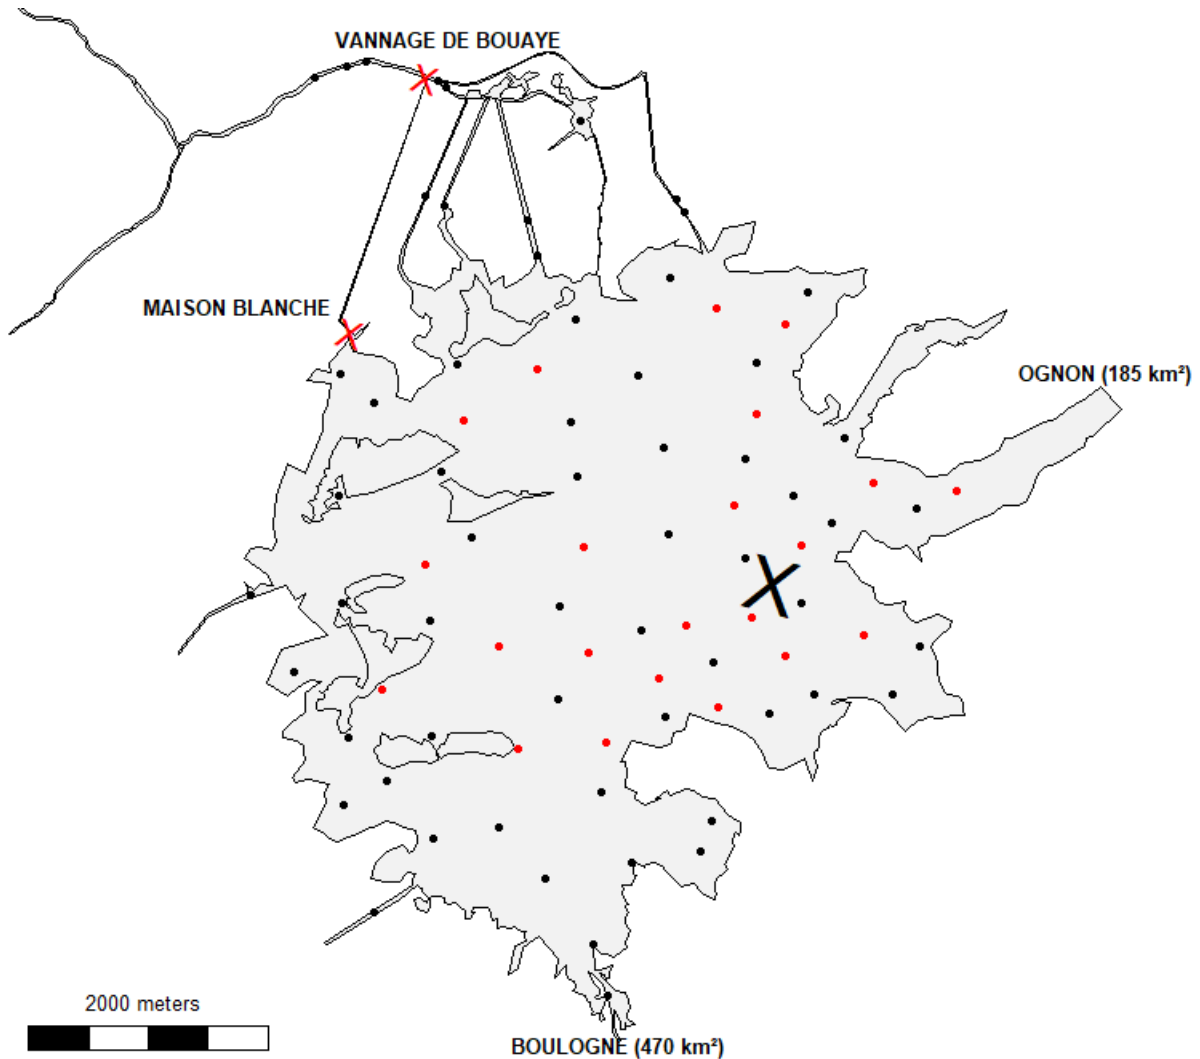 VANNAGE DE BOUAYE
MAISON BLANCHE
OGNON (185 km²)
2000 meters
BOULOGNE (470 km²)